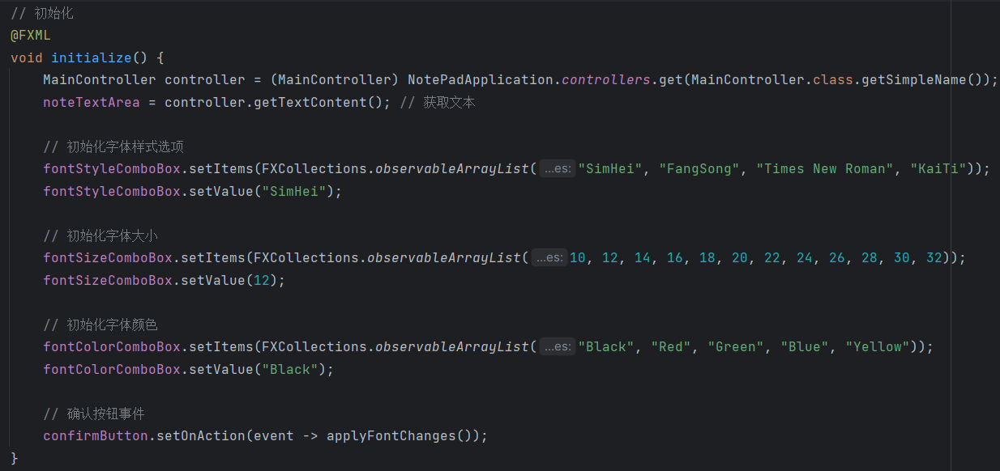 // 初始化
@FXML
void initialize() {
MainController controller = (MainController) NotePadApplication.controllers.get(MainController.class.getSimpleName());
noteTextArea = controller.getTextContent(); // 获取文本
// 初始化字体样式选项
fontStyleComboBox.setItems(FXCollections.observableArrayList( ...es: "SimHei", "FangSong", "Times New Roman", "KaiTi"));
fontStyleComboBox.setValue("SimHei");
// 初始化字体大小
fontSizeComboBox.setItems(FXCollections.observableArrayList( ...es: 10, 12, 14, 16, 18, 20, 22, 24, 26, 28, 30, 32));
fontSizeComboBox.setValue(12);
// 初始化字体颜色
fontColorComboBox.setItems(FXCollections.observableArrayList( ...es: "Black", "Red", "Green", "Blue", "Yellow"));
fontColorComboBox.setValue("Black");
// 确认按钮事件
confirmButton.setOnAction(event -> applyFontChanges());
}